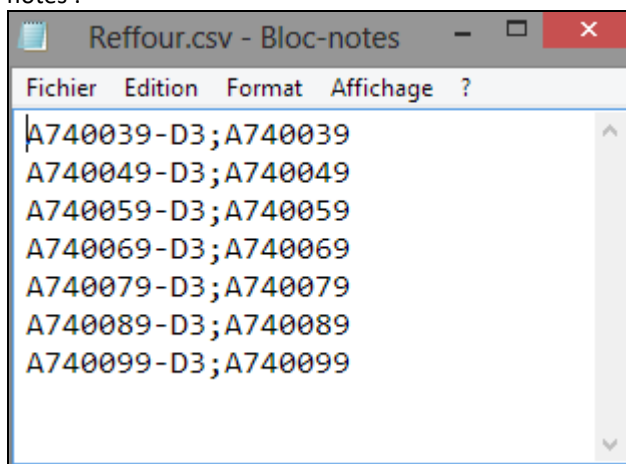 notes :
Reffour.csv - Bloc-notes
Fichier Edition Format Affichage ?
A740039-D3;A740039
A740049-D3;A740049
A740059-D3;A740059
A740069-D3;A740069
A740079-D3;A740079
A740089-D3;A740089
A740099-D3;A740099